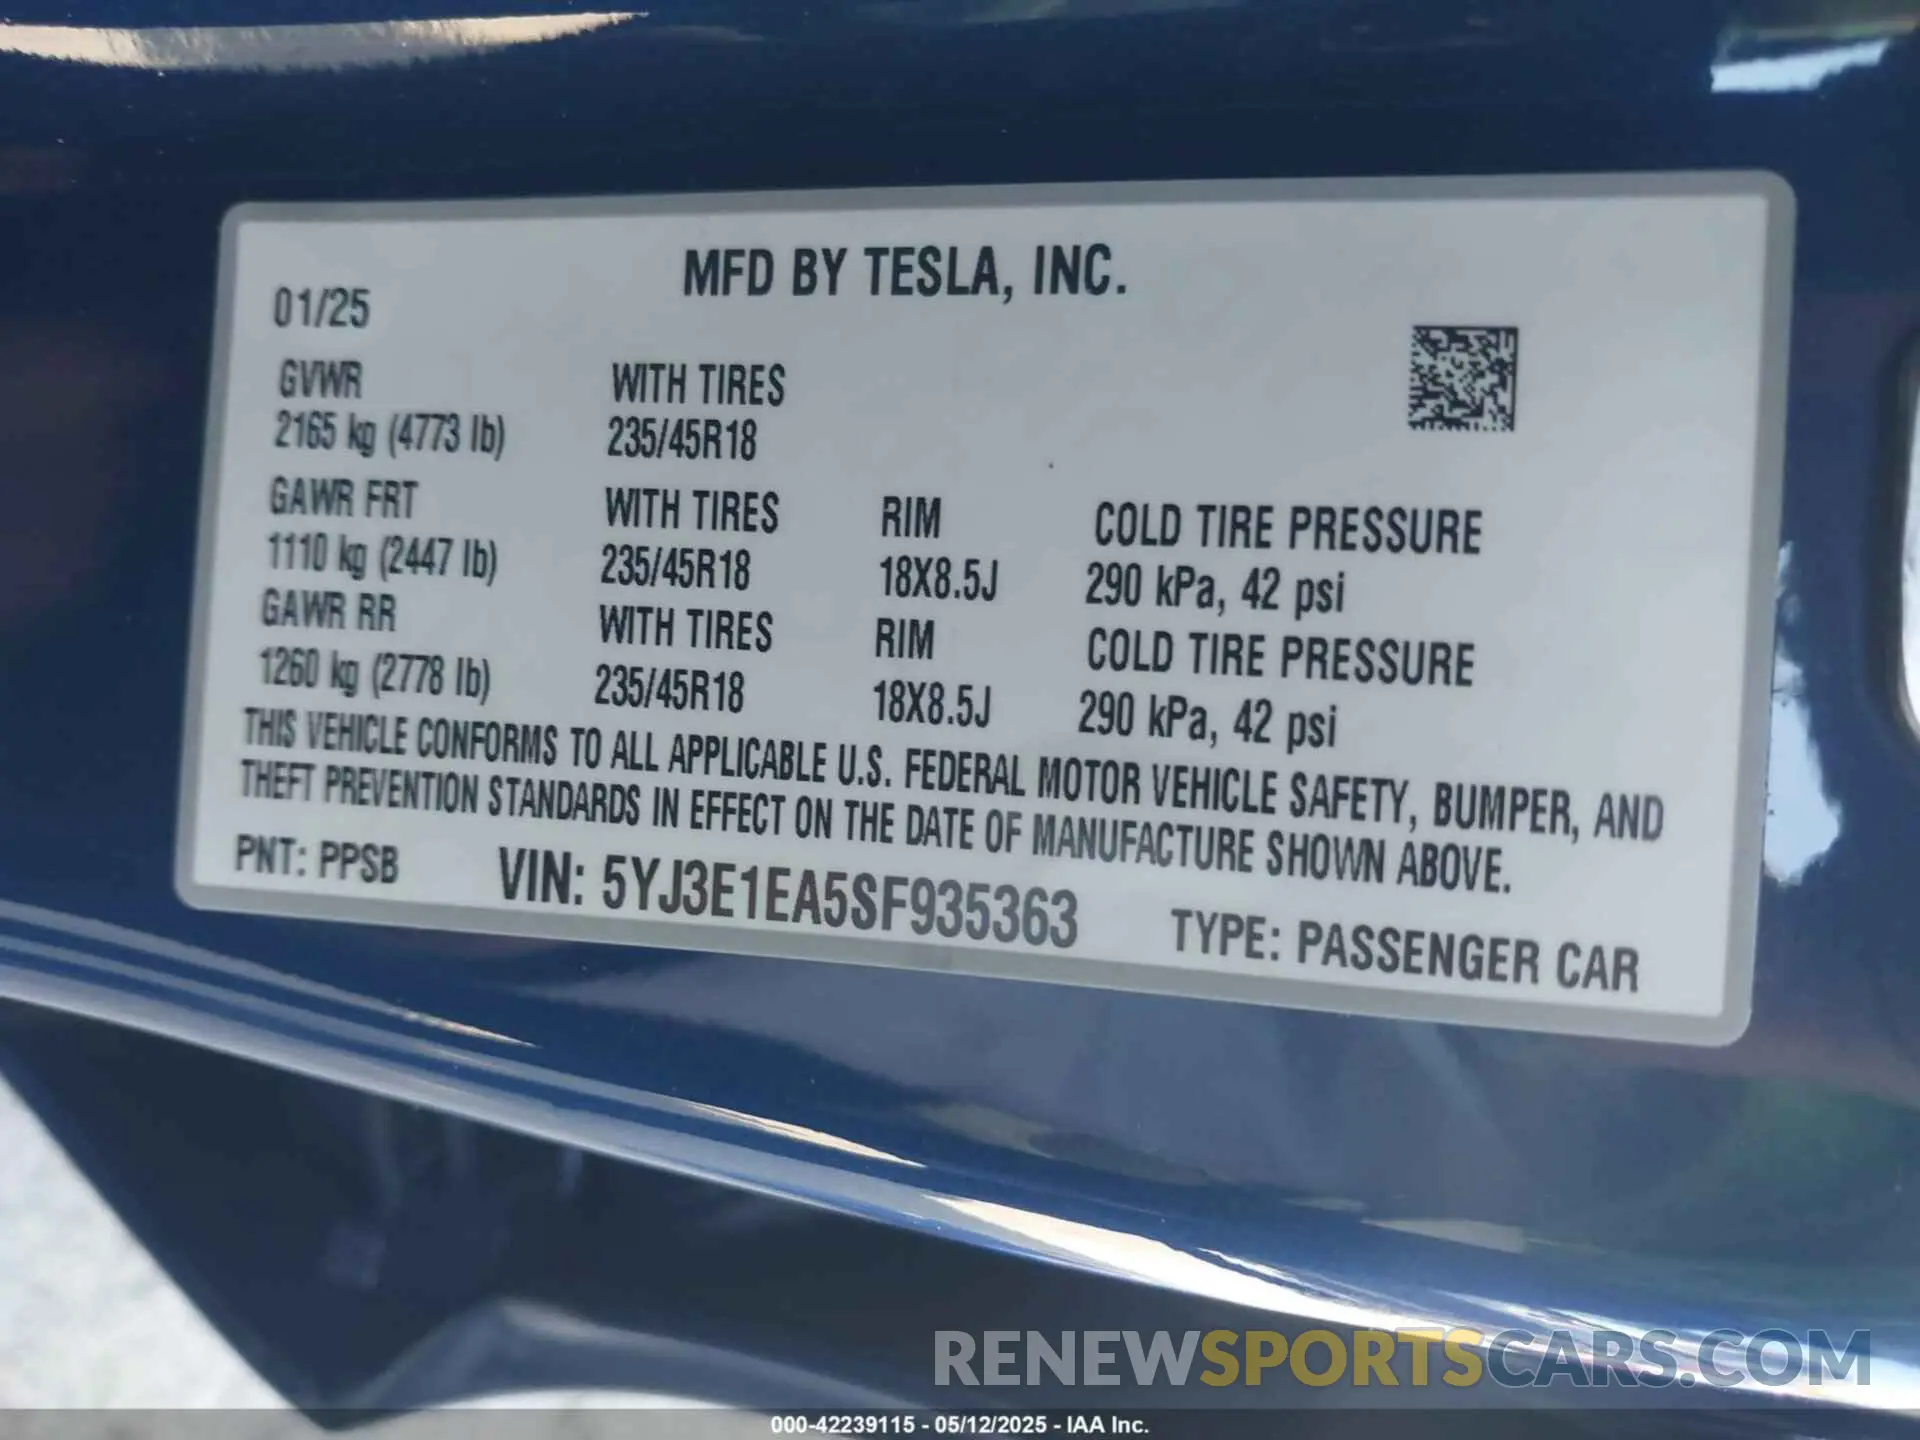 MFD BY TESLA, INC.
01/25
GVWR WITH TIRES
2165 kg (4773 lb) 235/45R18
GAWR FRT WITH TIRES RIM COLD TIRE PRESSURE
1110 kg (2447 lb) 235/45R18 18X8.5J 290 kPa, 42 psi
GAWR RR WITH TIRES RIM COLD TIRE PRESSURE
1260 kg (2778 lb) 235/45R18 18X8.5J 290 kPa, 42 psi
THIS VEHICLE CONFORMS TO ALL APPLICABLE U.S. FEDERAL MOTOR VEHICLE SAFETY, BUMPER, AND
THEFT PREVENTION STANDARDS IN EFFECT ON THE DATE OF MANUFACTURE SHOWN ABOVE.
PNT: PPSB VIN: 5YJ3E1EA5SF935363 TYPE: PASSENGER CAR
RENEWSPORTSCARS.COM
000-42239115 - 05/12/2025 - IAA Inc.